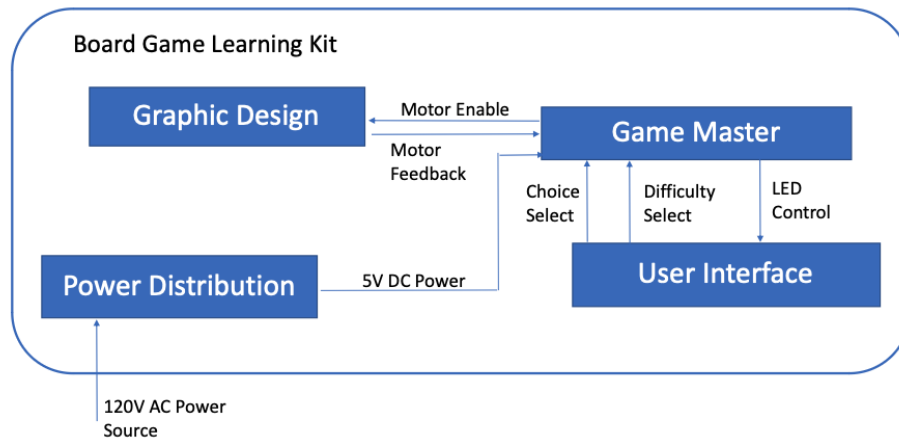 Board Game Learning Kit
Graphic Design
Motor Enable
Game Master
Motor
Feedback
Choice
Select
Difficulty
Select
LED
Control
Power Distribution
5V DC Power
User Interface
120V AC Power
Source